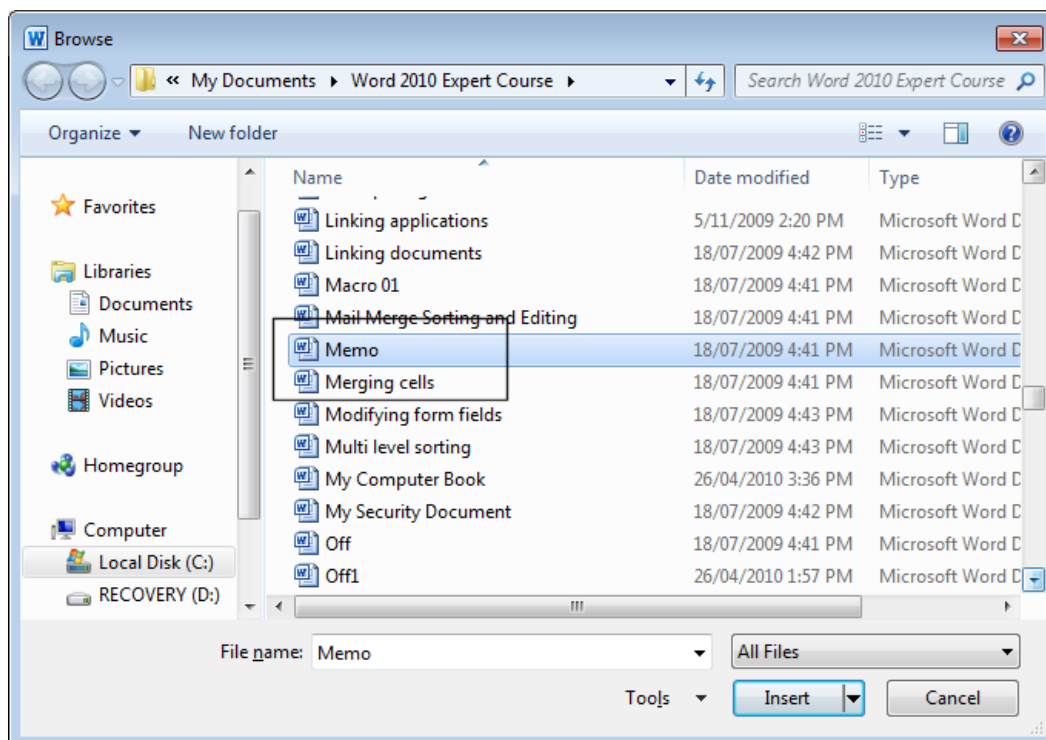 Browse
« My Documents Word 2010 Expert Course Search Word 2010 Expert Course
Organize New folder
Name Date modified Type
Favorites
Libraries
Documents
Music
Pictures
Videos
Homegroup
Computer
Local Disk (C:)
RECOVERY (D:)
Linking applications 5/11/2009 2:20 PM Microsoft Word D
Linking documents 18/07/2009 4:42 PM Microsoft Word D
Macro 01 18/07/2009 4:41 PM Microsoft Word D
Mail Merge Sorting and Editing 18/07/2009 4:41 PM Microsoft Word D
Memo 18/07/2009 4:41 PM Microsoft Word D
Merging cells 18/07/2009 4:41 PM Microsoft Word D
Modifying form fields 18/07/2009 4:43 PM Microsoft Word D
Multi level sorting 18/07/2009 4:43 PM Microsoft Word D
My Computer Book 26/04/2010 3:36 PM Microsoft Word D
My Security Document 18/07/2009 4:42 PM Microsoft Word D
Off 18/07/2009 4:41 PM Microsoft Word D
Off1 26/04/2010 1:57 PM Microsoft Word D
File name: Memo All Files
Tools Insert Cancel